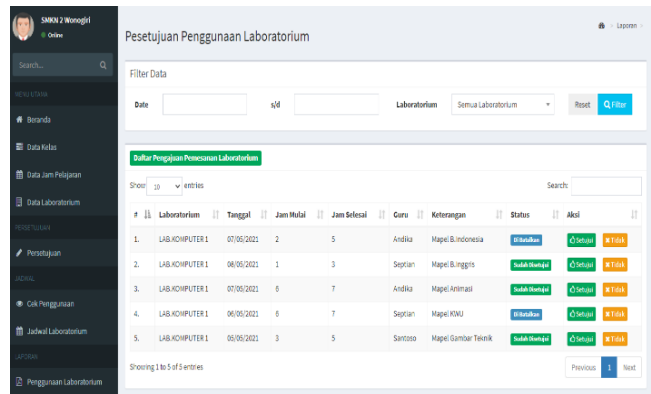 SMKN 2 Wonogiri
Online
Search...
MENU UTAMA
Beranda
Data Kelas
Data Jam Pelajaran
Data Laboratorium
PERSETUJUAN
Persetujuan
JADWAL
Cek Penggunaan
Jadwal Laboratorium
LAPORAN
Penggunaan Laboratorium
Pesetujuan Penggunaan Laboratorium
Laporan
Filter Data
Date s/d Laboratorium Semua Laboratorium Reset Filter
Daftar Pengajuan Pemesanan Laboratorium
Show 10 entries Search:
# Laboratorium Tanggal Jam Mulai Jam Selesai Guru Keterangan Status Aksi
1. LAB.KOMPUTER 1 07/05/2021 2 5 Andika Mapel B.Indonesia Di Batalkan Setujui Tidak
2. LAB.KOMPUTER 1 08/05/2021 1 3 Septian Mapel B.Inggris Sudah Disetujui Setujui Tidak
3. LAB.KOMPUTER 1 07/05/2021 6 7 Andika Mapel Animasi Sudah Disetujui Setujui Tidak
4. LAB.KOMPUTER 1 06/05/2021 6 7 Septian Mapel KWU Di Batalkan Setujui Tidak
5. LAB.KOMPUTER 1 05/05/2021 3 5 Santoso Mapel Gambar Teknik Sudah Disetujui Setujui Tidak
Showing 1 to 5 of 5 entries Previous 1 Next